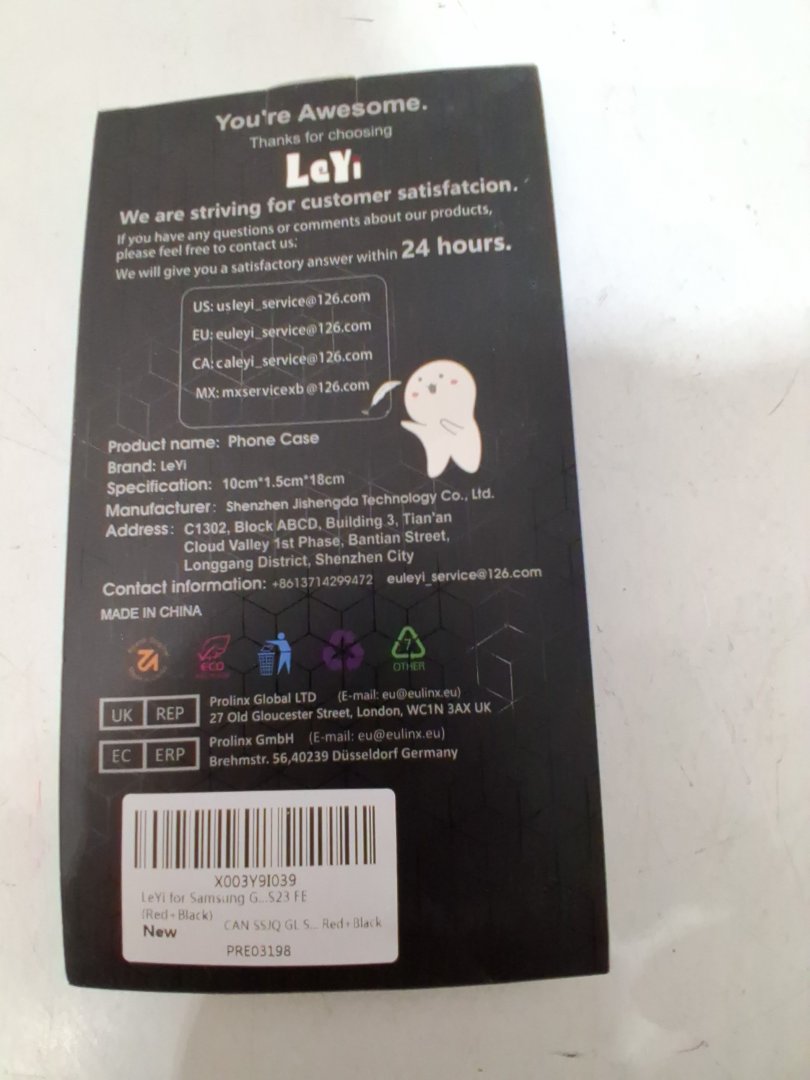 You're Awesome.
Thanks for choosing
LeYi
We are striving for customer satisfatcion.
If you have any questions or comments about our products,
please feel free to contact us:
We will give you a satisfactory answer within 24 hours.
US: usleyi_service@126.com
EU: euleyi_service@126.com
CA: caleyi_service@126.com
MX: mxservicexb @126.com
Product name: Phone Case
Brand: LeYi
Specification: 10cm*1.5cm*18cm
Manufacturer: Shenzhen Jishengda Technology Co., Ltd.
Address: C1302, Block ABCD, Building 3, Tian'an
Cloud Valley 1st Phase, Bantian Street,
Longgang District, Shenzhen City
Contact information: +8613714299472 euleyi_service@126.com
MADE IN CHINA
ECO
7
OTHER
UK REP
Prolinx Global LTD (E-mail: eu@eulinx.eu)
27 Old Gloucester Street, London, WC1N 3AX UK
EC ERP
Prolinx GmbH (E-mail: eu@eulinx.eu)
Brehmstr. 56,40239 Düsseldorf Germany
X003Y9I039
LeYi for Samsung G...S23 FE
(Red+Black)
New
CAN SSJQ GL S... Red+Black
PRE03198